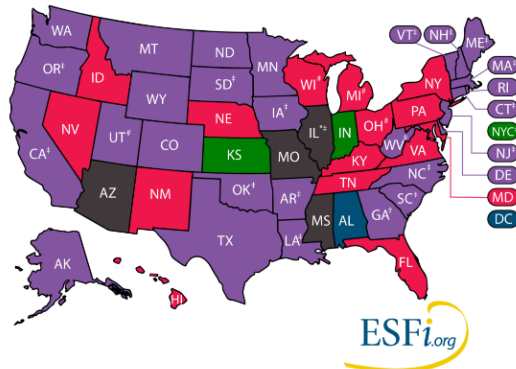 VT‡
NH‡
ME‡
WA
MT
ND
MN
OR‡
ID
SD‡
WI#
MI#
NY
MA‡
RI
CT‡
WY
NV
NE
IA‡
PA
NYC
UT#
CO
IL*‡
IN
OH#
NJ‡
CA‡
KS
MO
KY
WV
VA
DE
MD
AZ
NM
OK†
TN
NC†
DC
AR‡
MS
AL
GA‡
SC‡
TX
LA‡
AK
FL
HI
ESFi.org